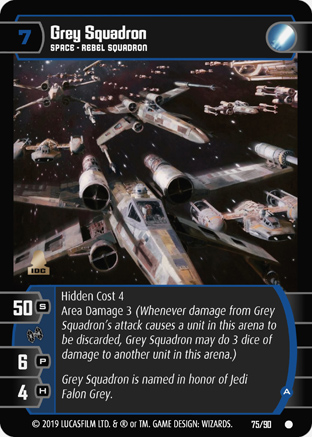 7 Grey Squadron
SPACE • REBEL SQUADRON
IDC
50 S
6 P
4 H
Hidden Cost 4
Area Damage 3 (Whenever damage from Grey
Squadron's attack causes a unit in this arena to
be discarded, Grey Squadron may do 3 dice of
damage to another unit in this arena.)
Grey Squadron is named in honor of Jedi
Falon Grey.
A
© 2019 LUCASFILM LTD. & ® or TM. GAME DESIGN: WIZARDS. 75/90